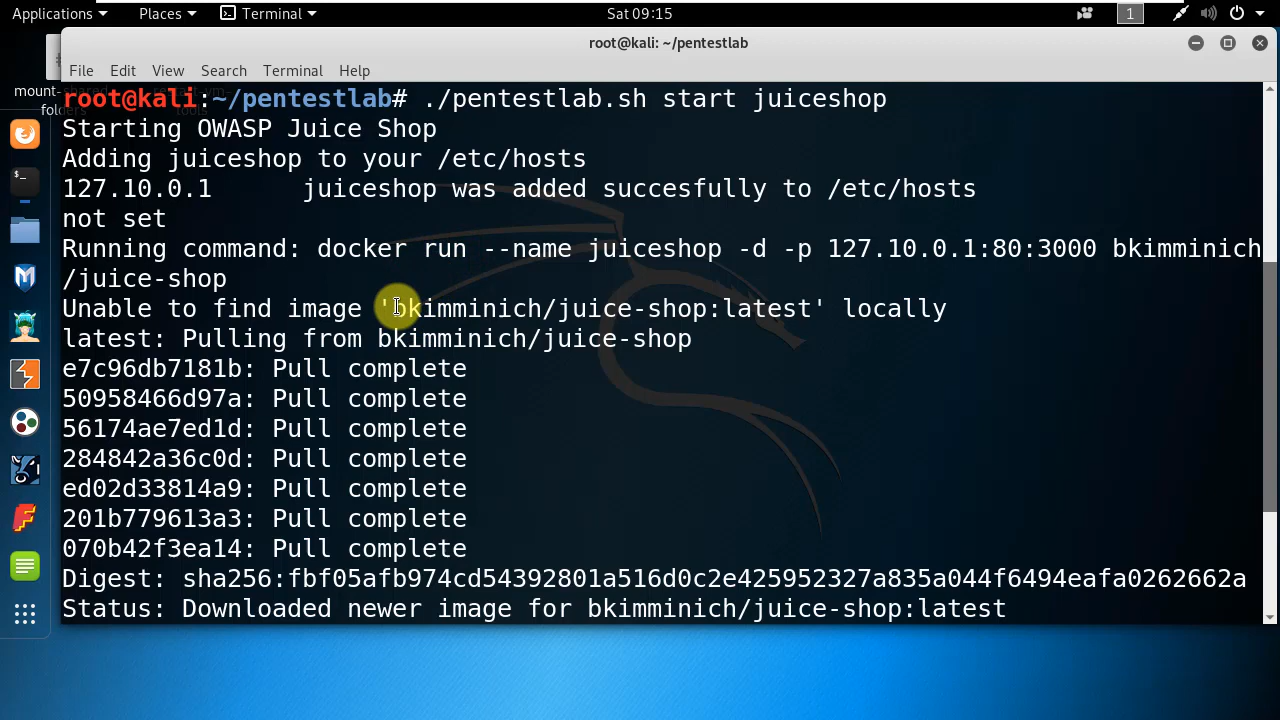 Applications Places Terminal Sat 09:15 1
root@kali: ~/pentestlab
File Edit View Search Terminal Help
root@kali:~/pentestlab# ./pentestlab.sh start juiceshop
Starting OWASP Juice Shop
Adding juiceshop to your /etc/hosts
127.10.0.1 juiceshop was added succesfully to /etc/hosts
not set
Running command: docker run --name juiceshop -d -p 127.10.0.1:80:3000 bkimminich
/juice-shop
Unable to find image 'bkimminich/juice-shop:latest' locally
latest: Pulling from bkimminich/juice-shop
e7c96db7181b: Pull complete
50958466d97a: Pull complete
56174ae7ed1d: Pull complete
284842a36c0d: Pull complete
ed02d33814a9: Pull complete
201b779613a3: Pull complete
070b42f3ea14: Pull complete
Digest: sha256:fbf05afb974cd54392801a516d0c2e425952327a835a044f6494eafa0262662a
Status: Downloaded newer image for bkimminich/juice-shop:latest